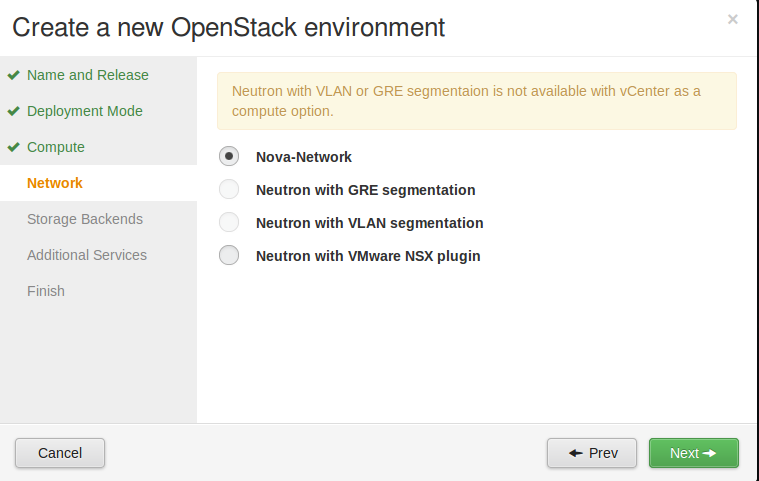 Create a new OpenStack environment
×
Name and Release
Deployment Mode
Compute
Network
Storage Backends
Additional Services
Finish
Neutron with VLAN or GRE segmentaion is not available with vCenter as a
compute option.
Nova-Network
Neutron with GRE segmentation
Neutron with VLAN segmentation
Neutron with VMware NSX plugin
Cancel
Prev
Next